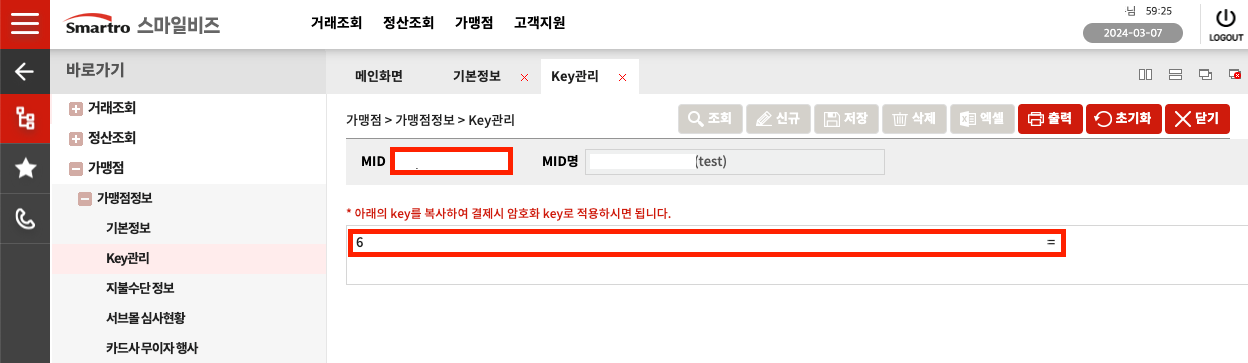 Smartro 스마일비즈
거래조회 정산조회 가맹점 고객지원
님 59:25
2024-03-07
LOGOUT
바로가기
거래조회
정산조회
가맹점
가맹점정보
기본정보
Key관리
지불수단 정보
서브몰 심사현황
카드사 무이자 행사
메인화면 기본정보 × Key관리 ×
가맹점 > 가맹점정보 > Key관리
조회 신규 저장 삭제 엑셀 출력 초기화 닫기
MID MID명 (test)
* 아래의 key를 복사하여 결제시 암호화 key로 적용하시면 됩니다.
6 =